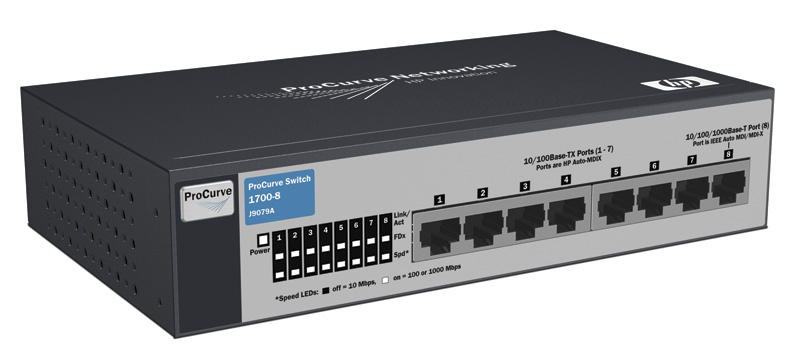 ProCurve Networking
HP Innovation
hp
ProCurve
ProCurve Switch
1700-8
J9079A
10/100Base-TX Ports (1 - 7)
Ports are HP Auto-MDIX
10/100/1000Base-T Port (8)
Port is IEEE Auto MDI/MDI-X
1 2 3 4 5 6 7 8
Power
1 2 3 4 5 6 7 8
Link/
Act
FDx
Spd*
*Speed LEDs: off = 10 Mbps, on = 100 or 1000 Mbps